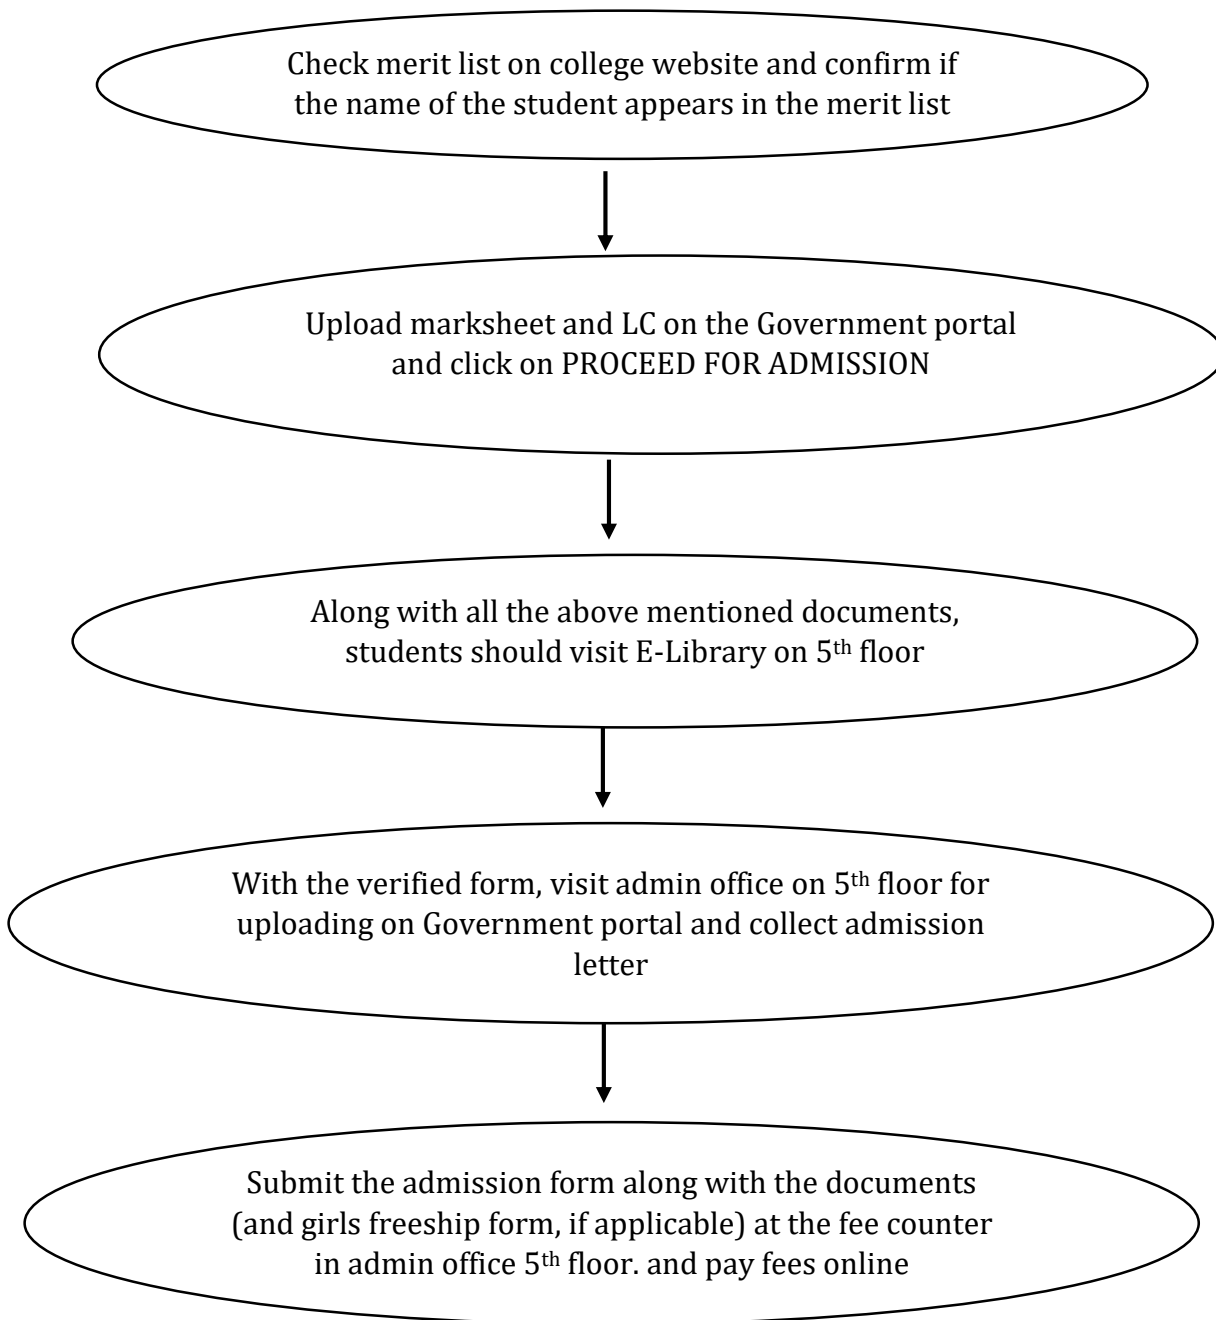 Check merit list on college website and confirm if
the name of the student appears in the merit list
Upload marksheet and LC on the Government portal
and click on PROCEED FOR ADMISSION
Along with all the above mentioned documents,
students should visit E-Library on 5th floor
With the verified form, visit admin office on 5th floor for
uploading on Government portal and collect admission
letter
Submit the admission form along with the documents
(and girls freeship form, if applicable) at the fee counter
in admin office 5th floor. and pay fees online